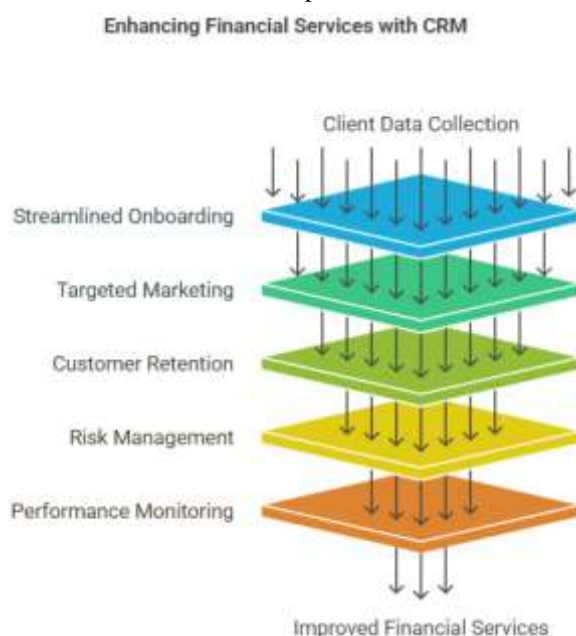 Enhancing Financial Services with CRM
Client Data Collection
Streamlined Onboarding
Targeted Marketing
Customer Retention
Risk Management
Performance Monitoring
Improved Financial Services